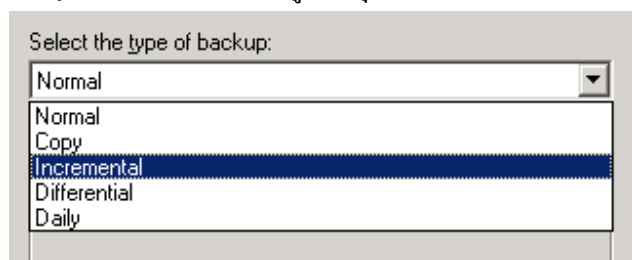 Select the type of backup:
Normal
Normal
Copy
Incremental
Differential
Daily